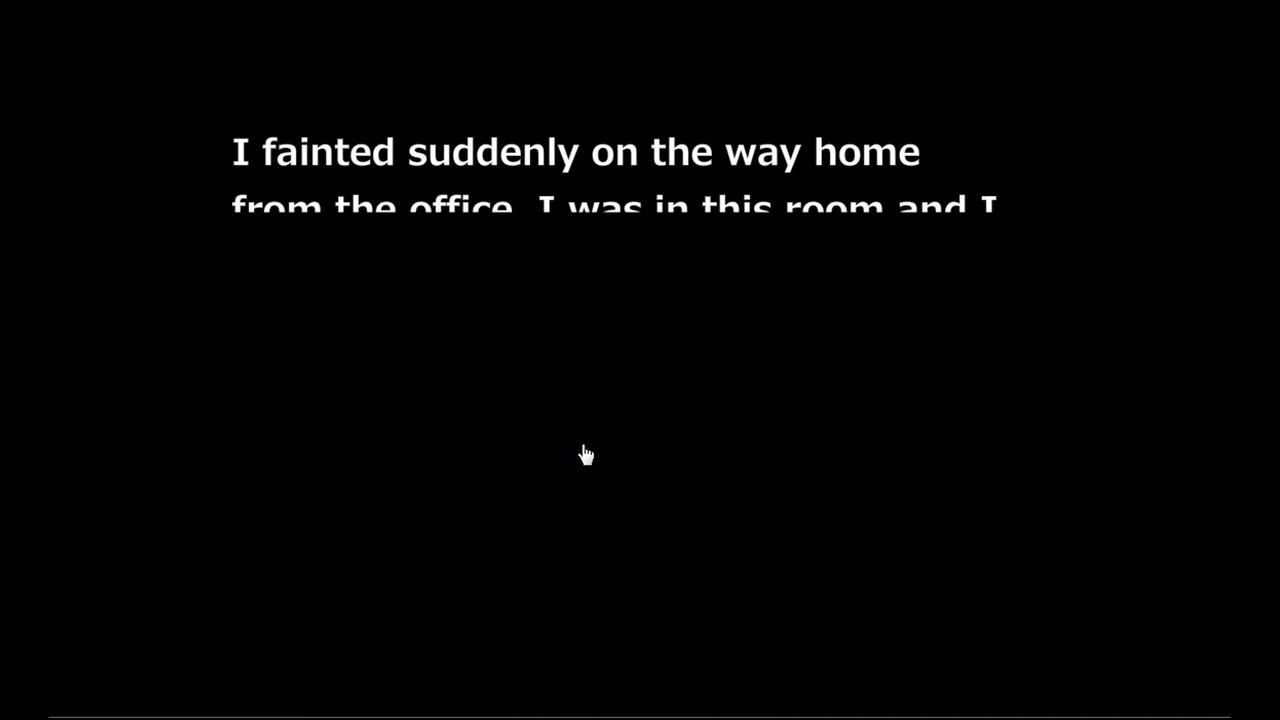 I fainted suddenly on the way home
from the office. I was in this room and I